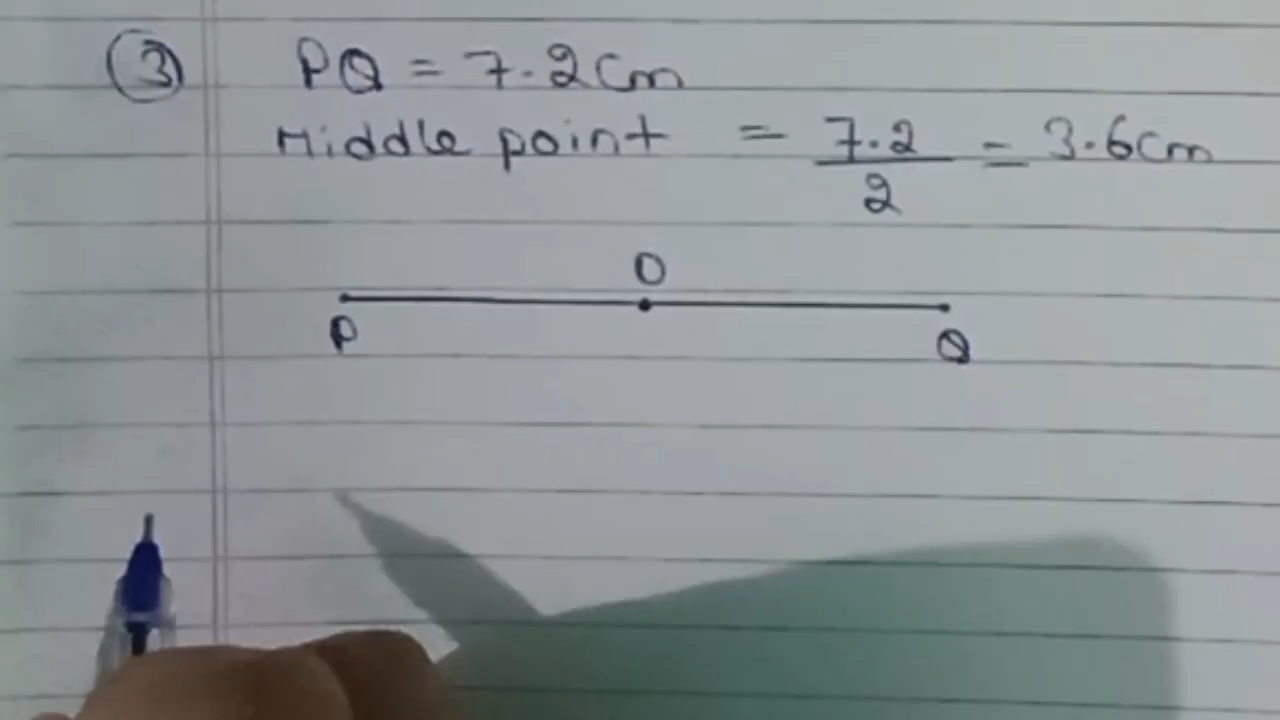 ③ PQ = 7.2cm
Middle point = 7.2/2 = 3.6cm
O
P Q